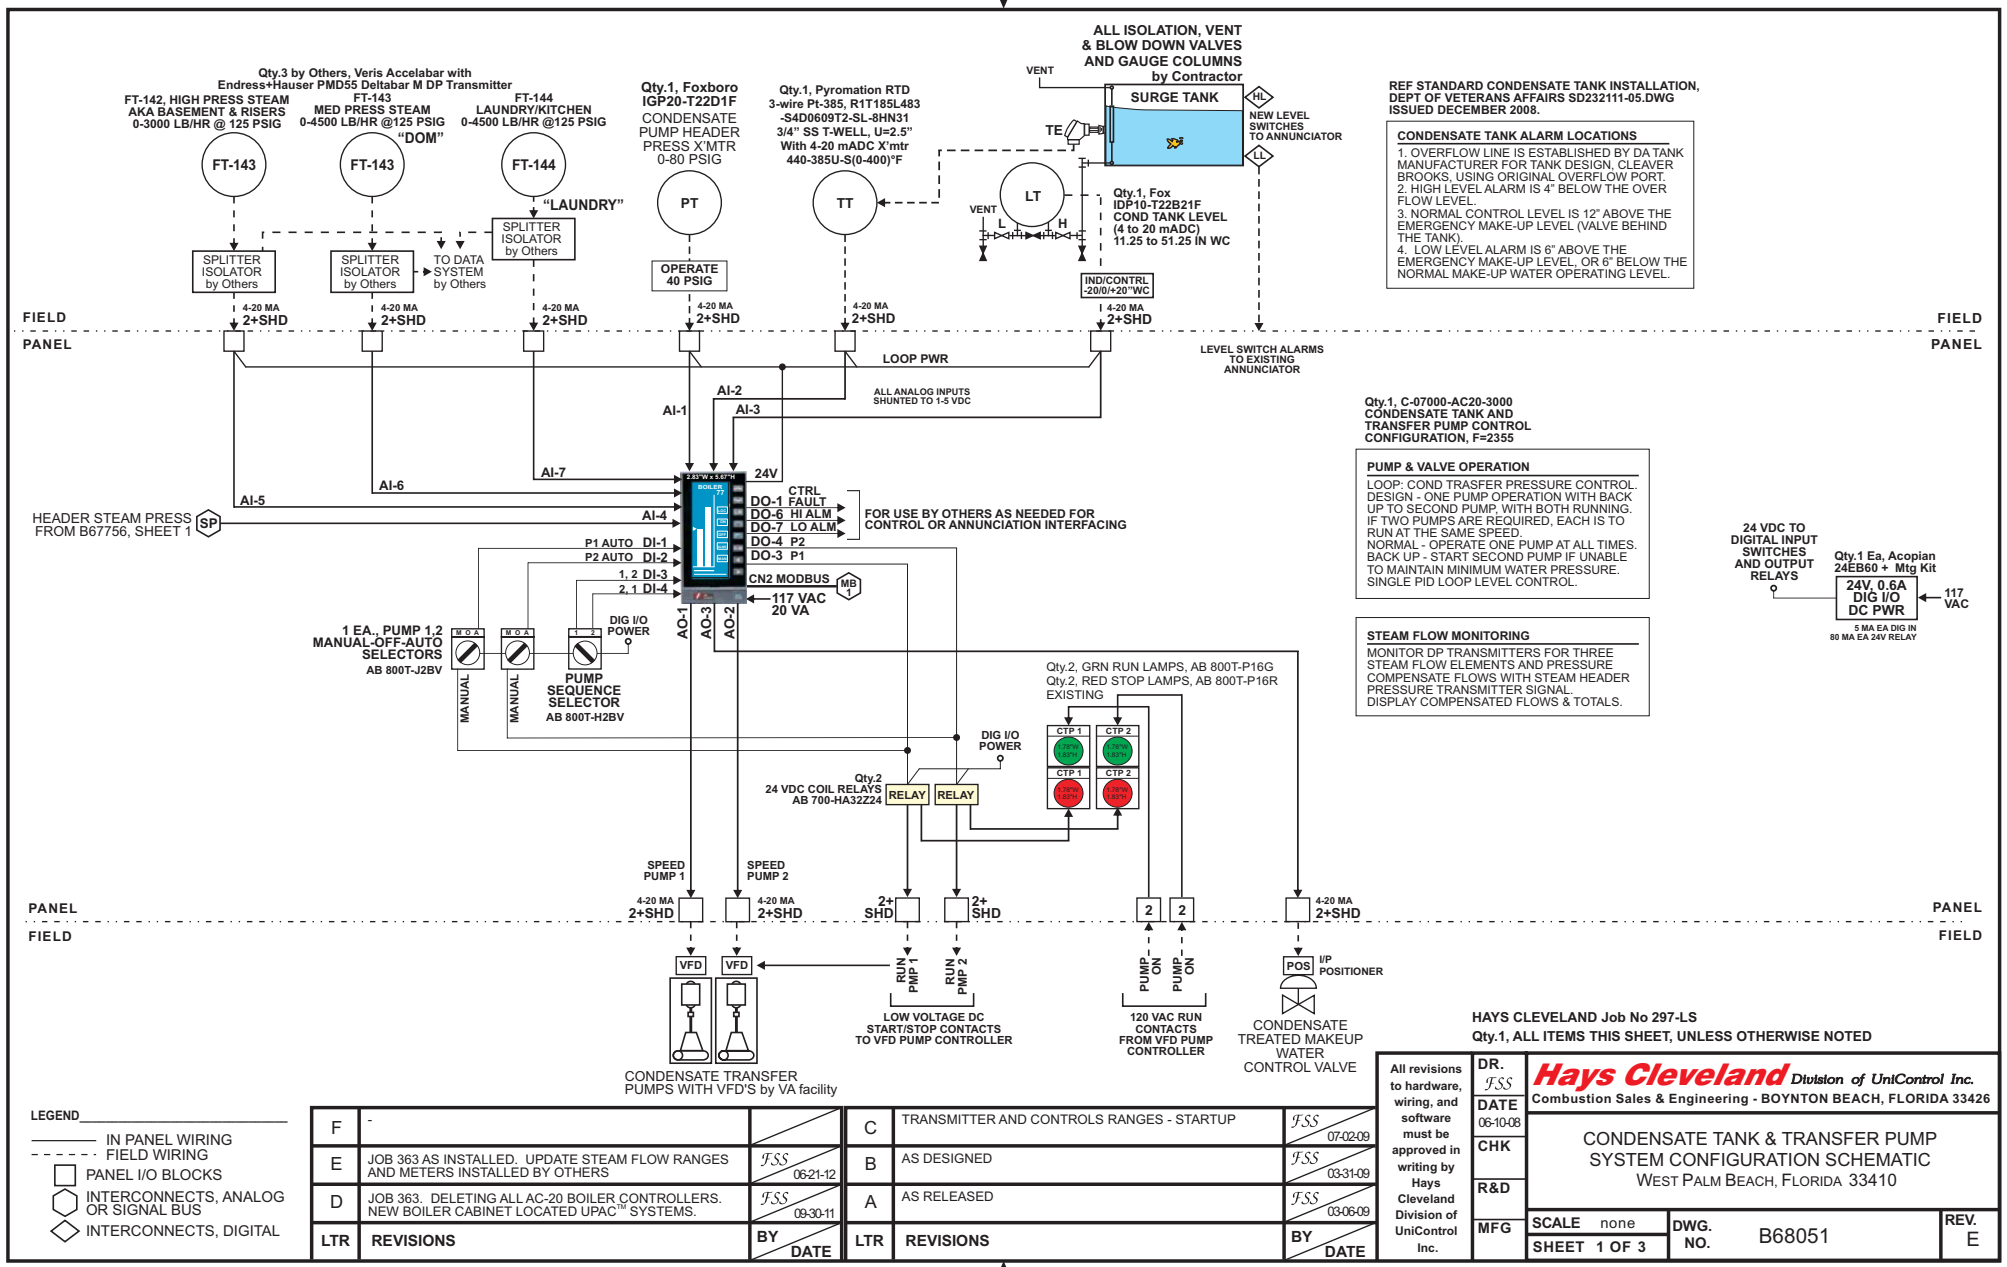 Qty.3 by Others, Veris Accelabar with
Endress+Hauser PMD55 Deltabar M DP Transmitter
FT-142, HIGH PRESS STEAM
AKA BASEMENT & RISERS
0-3000 LB/HR @ 125 PSIG
FT-143
MED PRESS STEAM
0-4500 LB/HR @125 PSIG
"DOM"
FT-144
LAUNDRY/KITCHEN
0-4500 LB/HR @125 PSIG
FT-143
FT-143
FT-144
"LAUNDRY"
SPLITTER
ISOLATOR
by Others
SPLITTER
ISOLATOR
by Others
SPLITTER
ISOLATOR
by Others
TO DATA
SYSTEM
by Others
Qty.1, Foxboro
IGP20-T22D1F
CONDENSATE
PUMP HEADER
PRESS X'MTR
0-80 PSIG
PT
OPERATE
40 PSIG
Qty.1, Pyromation RTD
3-wire Pt-385, R1T185L483
-S4D0609T2-SL-8HN31
3/4" SS T-WELL, U=2.5"
With 4-20 mADC X'mtr
440-385U-S(0-400)°F
TT
ALL ISOLATION, VENT
& BLOW DOWN VALVES
AND GAUGE COLUMNS
by Contractor
VENT
SURGE TANK
HL
NEW LEVEL
SWITCHES
TO ANNUNCIATOR
LL
TE
LT
VENT
L
H
Qty.1, Fox
IDP10-T22B21F
COND TANK LEVEL
(4 to 20 mADC)
11.25 to 51.25 IN WC
IND/CONTRL
-20/0/+20"WC
4-20 MA
2+SHD
4-20 MA
2+SHD
4-20 MA
2+SHD
4-20 MA
2+SHD
4-20 MA
2+SHD
4-20 MA
2+SHD
REF STANDARD CONDENSATE TANK INSTALLATION,
DEPT OF VETERANS AFFAIRS SD232111-05.DWG
ISSUED DECEMBER 2008.
CONDENSATE TANK ALARM LOCATIONS
1. OVERFLOW LINE IS ESTABLISHED BY DA TANK
MANUFACTURER FOR TANK DESIGN, CLEAVER
BROOKS, USING ORIGINAL OVERFLOW PORT.
2. HIGH LEVEL ALARM IS 4" BELOW THE OVER
FLOW LEVEL.
3. NORMAL CONTROL LEVEL IS 12" ABOVE THE
EMERGENCY MAKE-UP LEVEL (VALVE BEHIND
THE TANK).
4. LOW LEVEL ALARM IS 6" ABOVE THE
EMERGENCY MAKE-UP LEVEL, OR 6" BELOW THE
NORMAL MAKE-UP WATER OPERATING LEVEL.
FIELD
FIELD
PANEL
PANEL
LOOP PWR
LEVEL SWITCH ALARMS
TO EXISTING
ANNUNCIATOR
AI-1
AI-2
AI-3
ALL ANALOG INPUTS
SHUNTED TO 1-5 VDC
AI-7
AI-6
AI-5
AI-4
HEADER STEAM PRESS
FROM B67756, SHEET 1
SP
2.83"W x 5.67"H
BOILER
77
24V
CTRL
DO-1 FAULT
DO-6 HI ALM
DO-7 LO ALM
DO-4 P2
DO-3 P1
FOR USE BY OTHERS AS NEEDED FOR
CONTROL OR ANNUNCIATION INTERFACING
P1 AUTO DI-1
P2 AUTO DI-2
1, 2 DI-3
2, 1 DI-4
CN2 MODBUS
MB
1
117 VAC
20 VA
AO-1
AO-3
AO-2
1 EA., PUMP 1,2
MANUAL-OFF-AUTO
SELECTORS
AB 800T-J2BV
M O A
M O A
1 2
DIG I/O
POWER
MANUAL
MANUAL
PUMP
SEQUENCE
SELECTOR
AB 800T-H2BV
Qty.1, C-07000-AC20-3000
CONDENSATE TANK AND
TRANSFER PUMP CONTROL
CONFIGURATION, F=2355
PUMP & VALVE OPERATION
LOOP: COND TRASFER PRESSURE CONTROL.
DESIGN - ONE PUMP OPERATION WITH BACK
UP TO SECOND PUMP, WITH BOTH RUNNING.
IF TWO PUMPS ARE REQUIRED, EACH IS TO
RUN AT THE SAME SPEED.
NORMAL - OPERATE ONE PUMP AT ALL TIMES.
BACK UP - START SECOND PUMP IF UNABLE
TO MAINTAIN MINIMUM WATER PRESSURE.
SINGLE PID LOOP LEVEL CONTROL.
STEAM FLOW MONITORING
MONITOR DP TRANSMITTERS FOR THREE
STEAM FLOW ELEMENTS AND PRESSURE
COMPENSATE FLOWS WITH STEAM HEADER
PRESSURE TRANSMITTER SIGNAL.
DISPLAY COMPENSATED FLOWS & TOTALS.
24 VDC TO
DIGITAL INPUT
SWITCHES
AND OUTPUT
RELAYS
Qty.1 Ea, Acopian
24EB60 + Mtg Kit
24V, 0.6A
DIG I/O
DC PWR
117
VAC
5 MA EA DIG IN
80 MA EA 24V RELAY
Qty.2, GRN RUN LAMPS, AB 800T-P16G
Qty.2, RED STOP LAMPS, AB 800T-P16R
EXISTING
CTP 1
CTP 2
1.78"W
1.83"H
1.78"W
1.83"H
CTP 1
CTP 2
1.78"W
1.83"H
1.78"W
1.83"H
DIG I/O
POWER
Qty.2
24 VDC COIL RELAYS
AB 700-HA32Z24
RELAY
RELAY
SPEED
PUMP 1
SPEED
PUMP 2
4-20 MA
2+SHD
4-20 MA
2+SHD
2+
SHD
2+
SHD
2
2
4-20 MA
2+SHD
PANEL
PANEL
FIELD
FIELD
VFD
VFD
RUN
PMP 1
RUN
PMP 2
PUMP
ON
PUMP
ON
POS
I/P
POSITIONER
LOW VOLTAGE DC
START/STOP CONTACTS
TO VFD PUMP CONTROLLER
120 VAC RUN
CONTACTS
FROM VFD PUMP
CONTROLLER
CONDENSATE
TREATED MAKEUP
WATER
CONTROL VALVE
CONDENSATE TRANSFER
PUMPS WITH VFD'S by VA facility
HAYS CLEVELAND Job No 297-LS
Qty.1, ALL ITEMS THIS SHEET, UNLESS OTHERWISE NOTED
LEGEND
IN PANEL WIRING
FIELD WIRING
PANEL I/O BLOCKS
INTERCONNECTS, ANALOG
OR SIGNAL BUS
INTERCONNECTS, DIGITAL
F -
E JOB 363 AS INSTALLED. UPDATE STEAM FLOW RANGES
AND METERS INSTALLED BY OTHERS
FSS 06-21-12
D JOB 363. DELETING ALL AC-20 BOILER CONTROLLERS.
NEW BOILER CABINET LOCATED UPAC™ SYSTEMS.
FSS 09-30-11
LTR REVISIONS BY DATE
C TRANSMITTER AND CONTROLS RANGES - STARTUP FSS 07-02-09
B AS DESIGNED FSS 03-31-09
A AS RELEASED FSS 03-06-09
LTR REVISIONS BY DATE
All revisions
to hardware,
wiring, and
software
must be
approved in
writing by
Hays
Cleveland
Division of
UniControl
Inc.
DR.
FSS
DATE
06-10-08
CHK
R&D
MFG
Hays Cleveland Division of UniControl Inc.
Combustion Sales & Engineering - BOYNTON BEACH, FLORIDA 33426
CONDENSATE TANK & TRANSFER PUMP
SYSTEM CONFIGURATION SCHEMATIC
WEST PALM BEACH, FLORIDA 33410
SCALE none
SHEET 1 OF 3
DWG.
NO.
B68051
REV.
E